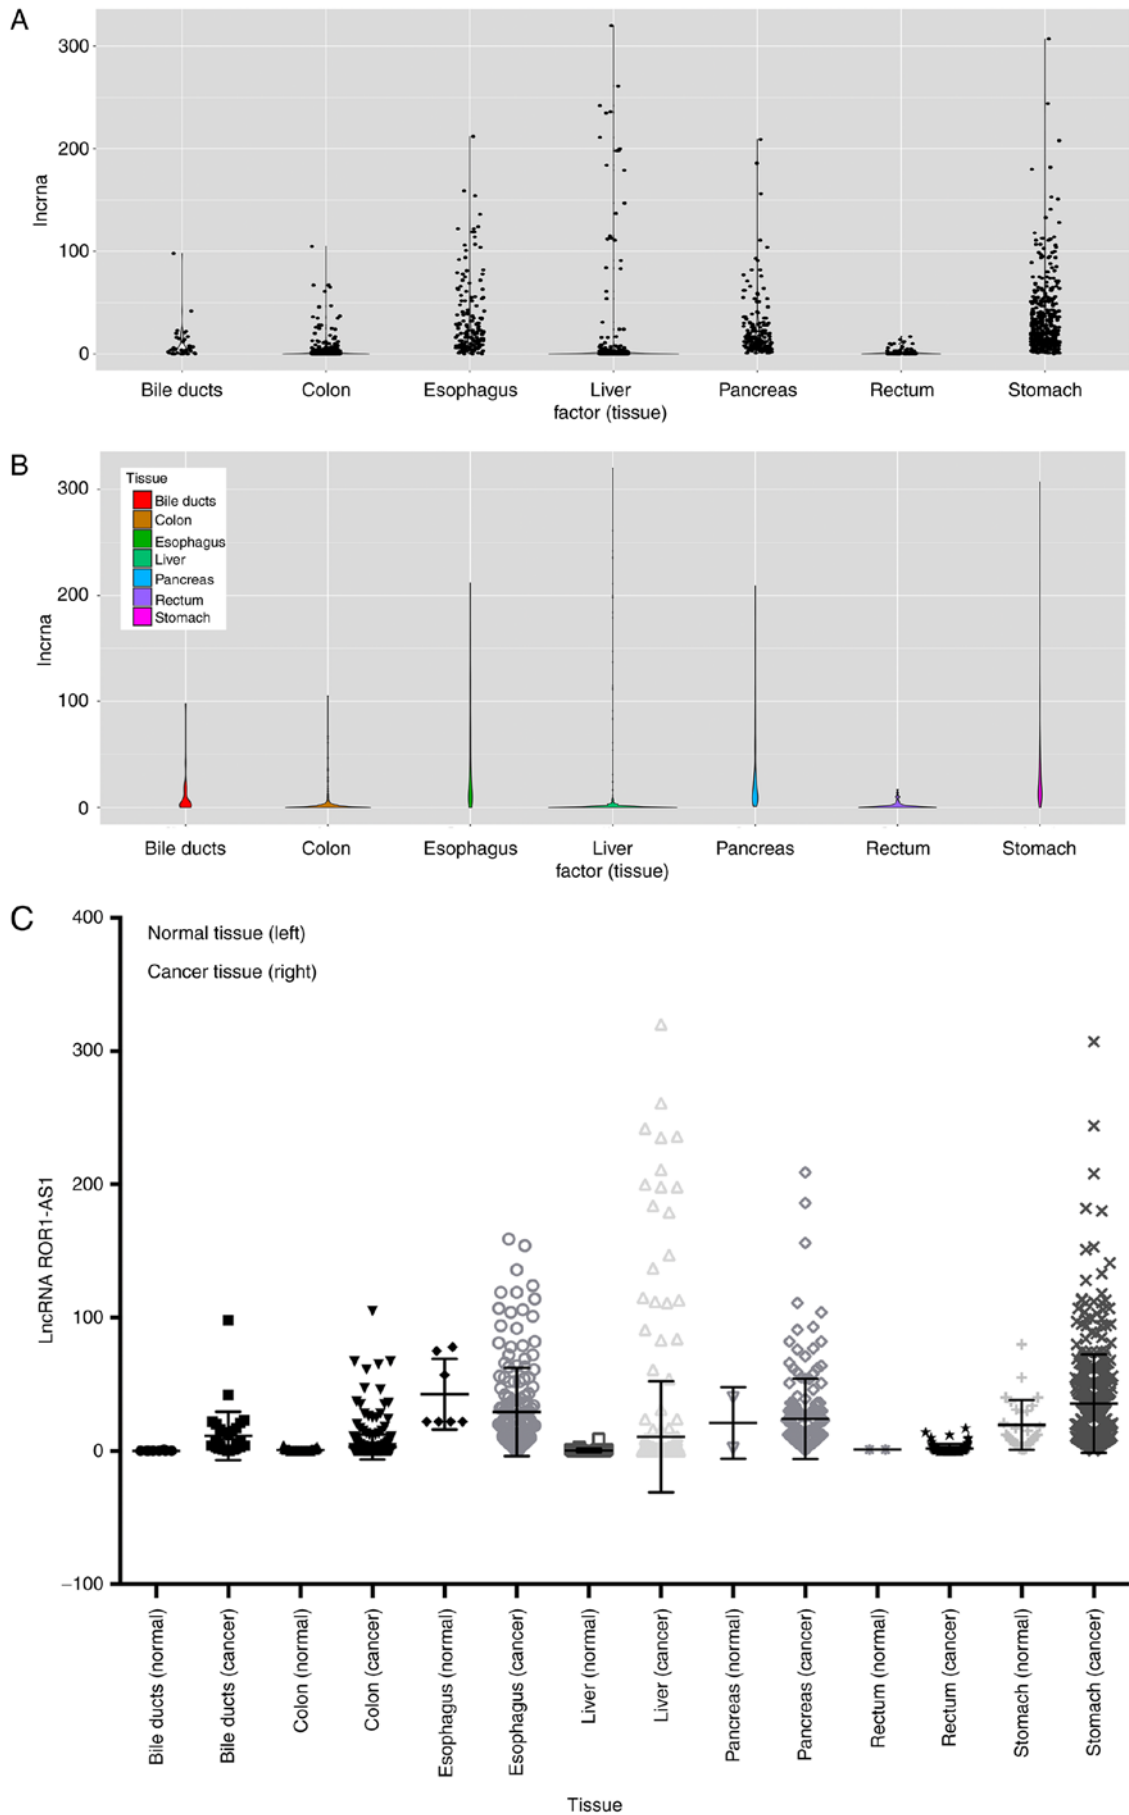 A
300
200
100
0
lncrna
Bile ducts
Colon
Esophagus
Liver
Pancreas
Rectum
Stomach
factor (tissue)
B
Tissue
Bile ducts
Colon
Esophagus
Liver
Pancreas
Rectum
Stomach
300
200
100
0
lncrna
Bile ducts
Colon
Esophagus
Liver
Pancreas
Rectum
Stomach
factor (tissue)
C
Normal tissue (left)
Cancer tissue (right)
400
300
200
100
0
−100
LncRNA ROR1-AS1
Bile ducts (normal)
Bile ducts (cancer)
Colon (normal)
Colon (cancer)
Esophagus (normal)
Esophagus (cancer)
Liver (normal)
Liver (cancer)
Pancreas (normal)
Pancreas (cancer)
Rectum (normal)
Rectum (cancer)
Stomach (normal)
Stomach (cancer)
Tissue